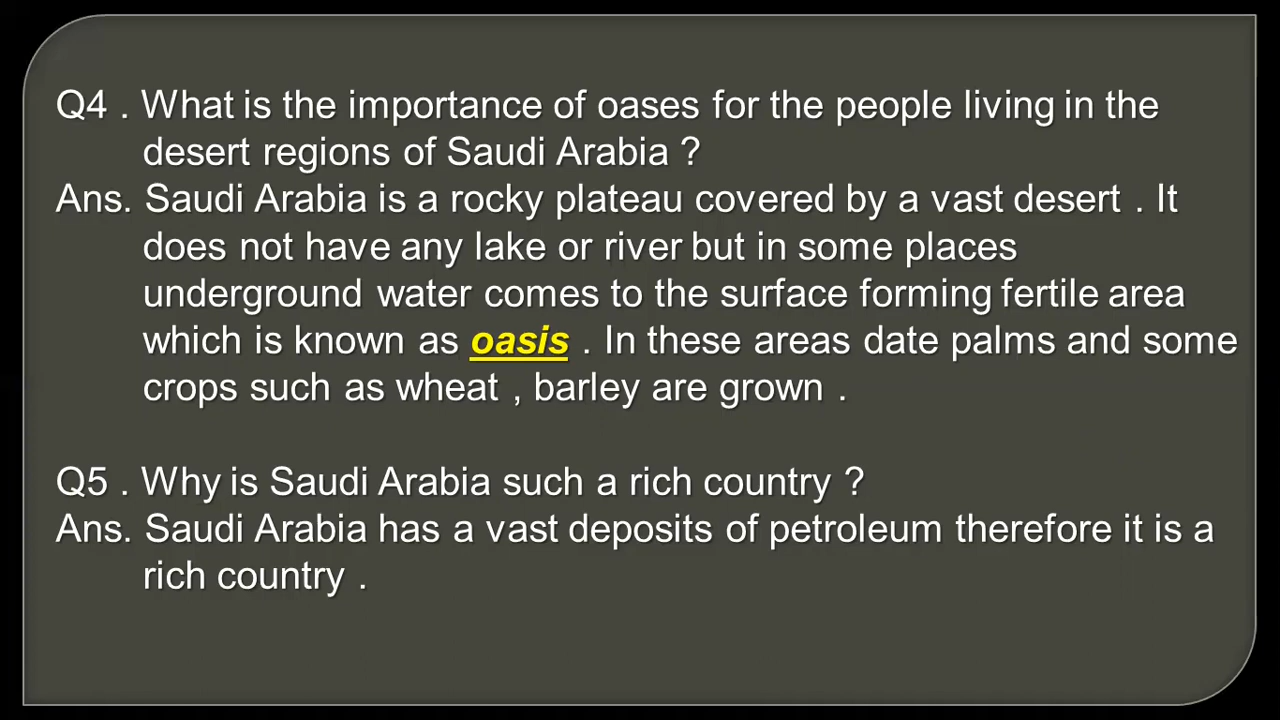 Q4 . What is the importance of oases for the people living in the
desert regions of Saudi Arabia ?
Ans. Saudi Arabia is a rocky plateau covered by a vast desert . It
does not have any lake or river but in some places
underground water comes to the surface forming fertile area
which is known as oasis . In these areas date palms and some
crops such as wheat , barley are grown .
Q5 . Why is Saudi Arabia such a rich country ?
Ans. Saudi Arabia has a vast deposits of petroleum therefore it is a
rich country .